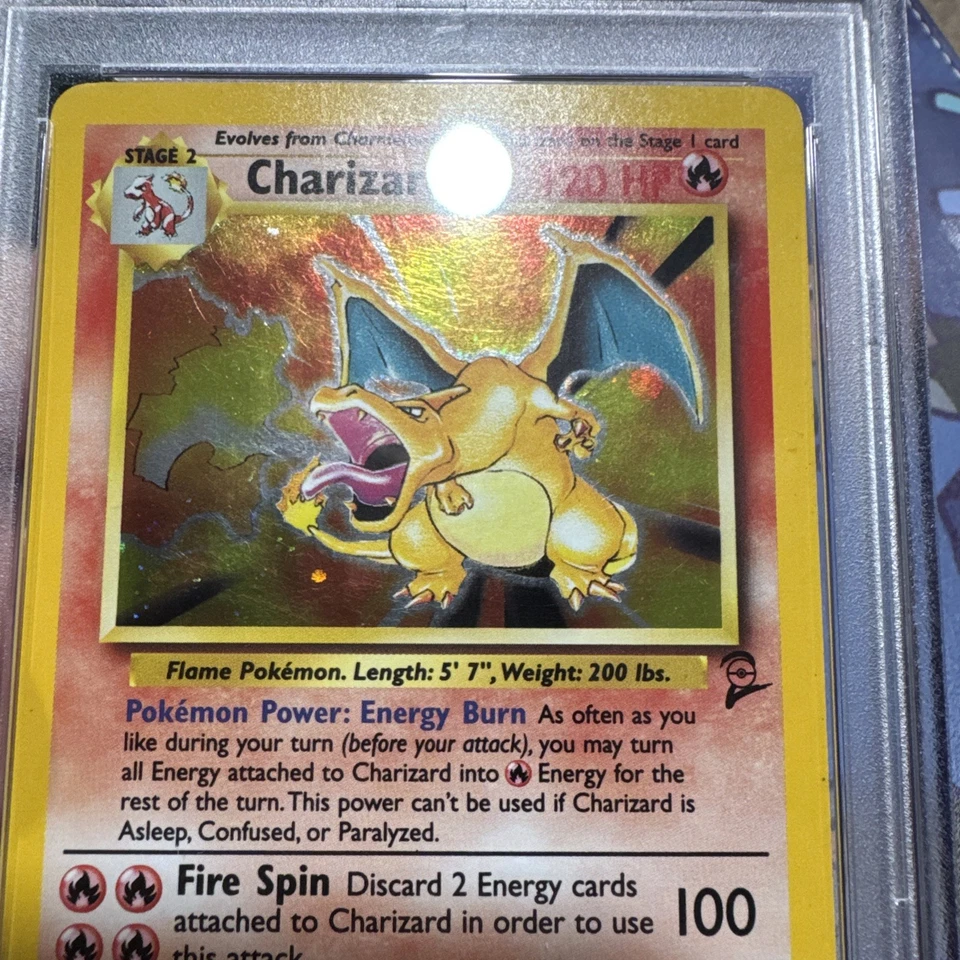 Evolves from on the Stage 1 card
STAGE 2
Chariza 120 HP
Flame Pokémon. Length: 5' 7", Weight: 200 lbs.
Pokémon Power: Energy Burn As often as you
like during your turn (before your attack), you may turn
all Energy attached to Charizard into Energy for the
rest of the turn. This power can't be used if Charizard is
Asleep, Confused, or Paralyzed.
Fire Spin Discard 2 Energy cards
attached to Charizard in order to use 100
this attack.